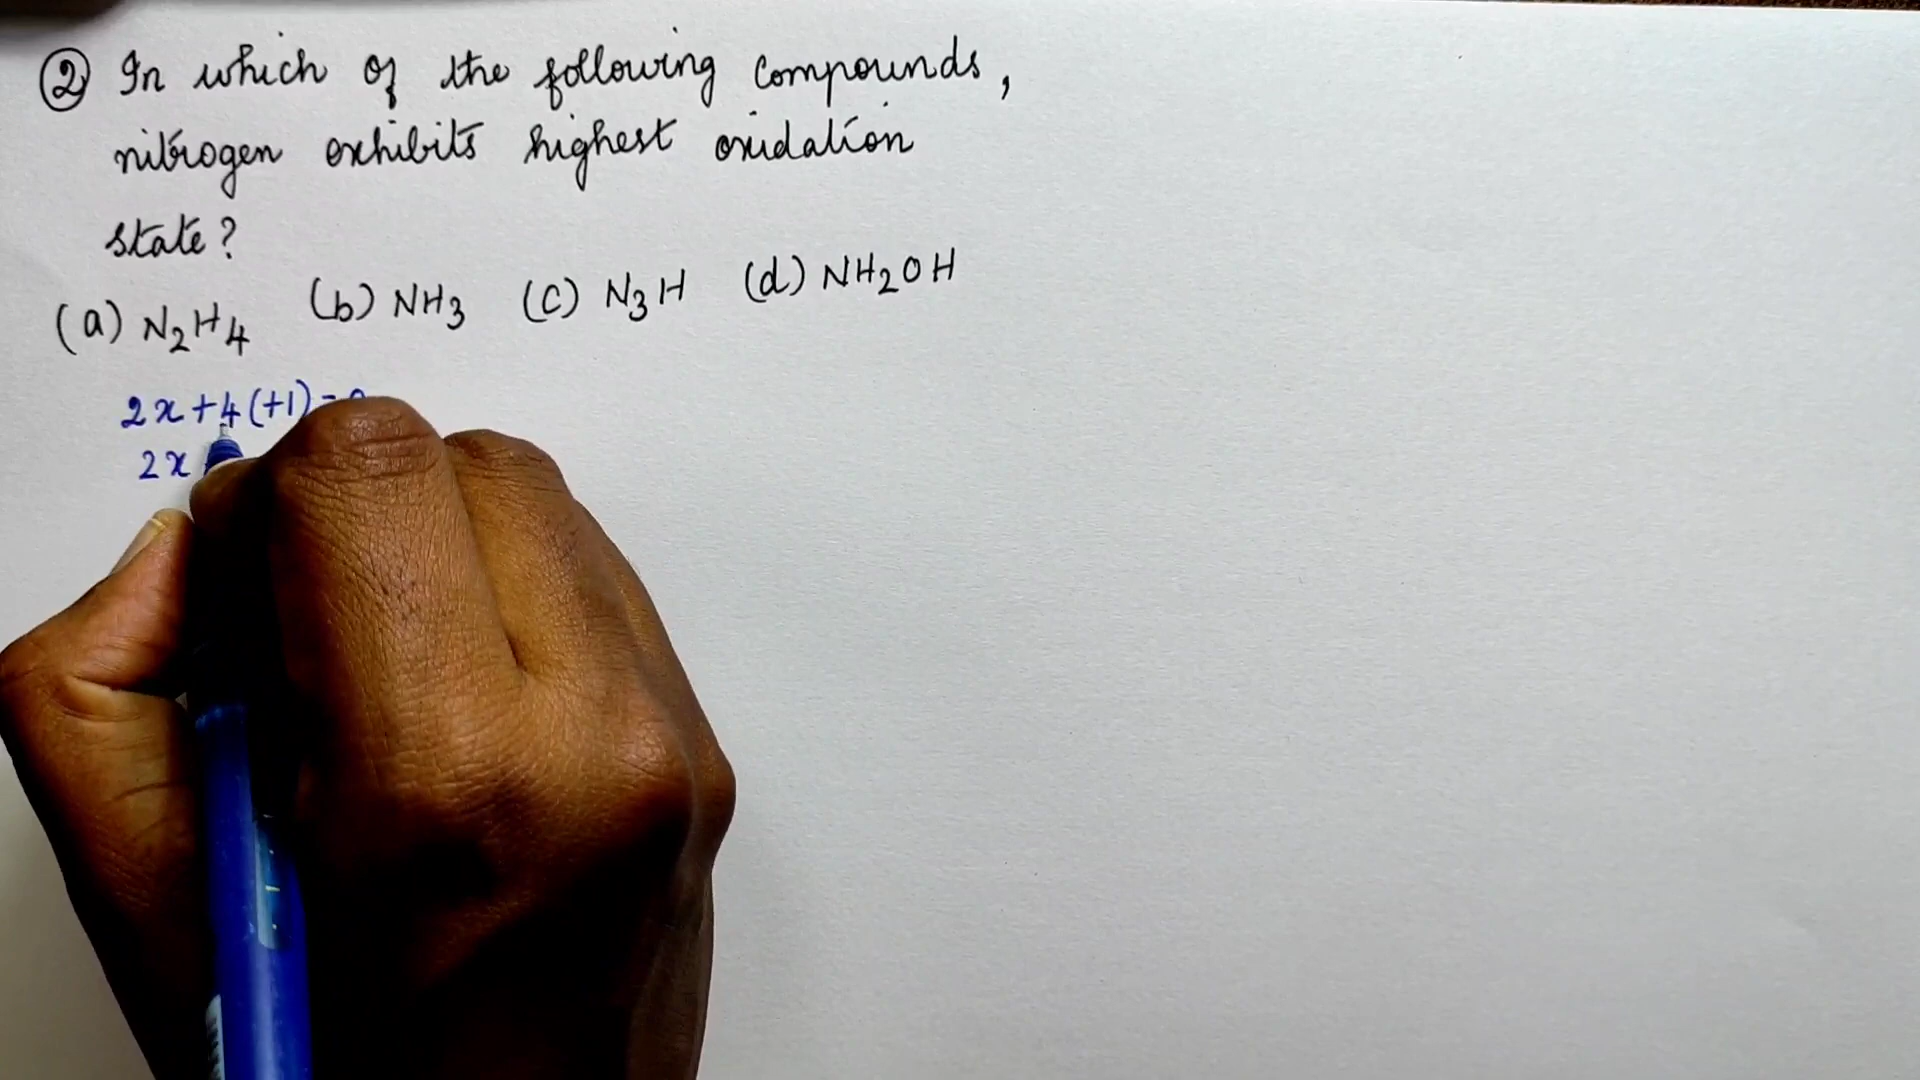 ② In which of the following compounds,
nitrogen exhibits highest oxidation
state?
(a) N₂H₄ (b) NH₃ (c) N₃H (d) NH₂OH
2x+4(+1)=
2x